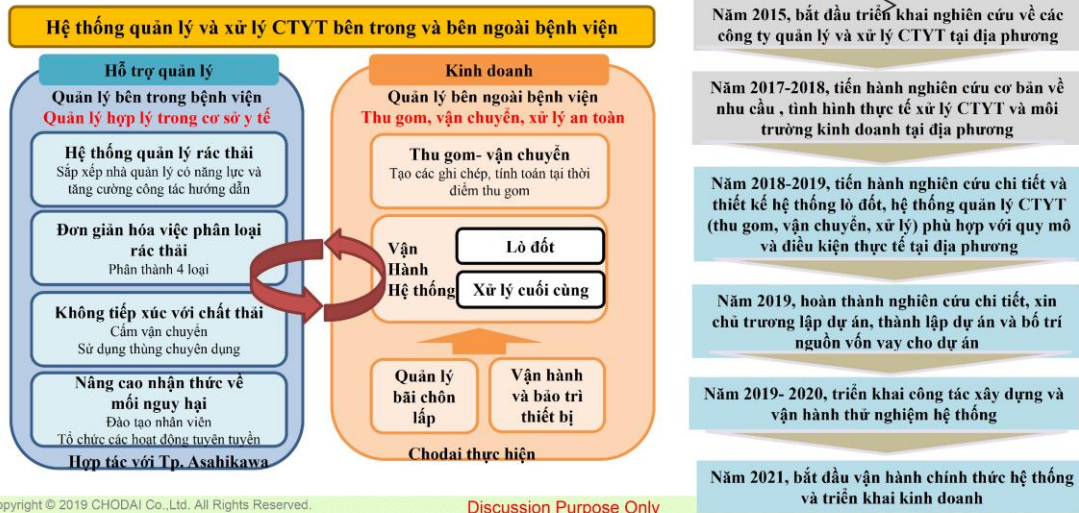 Hệ thống quản lý và xử lý CTYT bên trong và bên ngoài bệnh viện
Hỗ trợ quản lý
Quản lý bên trong bệnh viện
Quản lý hợp lý trong cơ sở y tế
Hệ thống quản lý rác thải
Sắp xếp nhà quản lý có năng lực và
tăng cường công tác hướng dẫn
Đơn giản hóa việc phân loại
rác thải
Phân thành 4 loại
Không tiếp xúc với chất thải
Cấm vận chuyển
Sử dụng thùng chuyên dụng
Nâng cao nhận thức về
mối nguy hại
Đào tạo nhân viên
Tổ chức các hoạt động tuyên tuyền
Hợp tác với Tp. Asahikawa
Kinh doanh
Quản lý bên ngoài bệnh viện
Thu gom, vận chuyển, xử lý an toàn
Thu gom- vận chuyển
Tạo các ghi chép, tính toán tại thời
điểm thu gom
Vận
Hành
Hệ thống
Lò đốt
Xử lý cuối cùng
Quản lý
bãi chôn
lấp
Vận hành
và bảo trì
thiết bị
Chodai thực hiện
Năm 2015, bắt đầu triển khai nghiên cứu về các
công ty quản lý và xử lý CTYT tại địa phương
Năm 2017-2018, tiến hành nghiên cứu cơ bản về
nhu cầu , tình hình thực tế xử lý CTYT và môi
trường kinh doanh tại địa phương
Năm 2018-2019, tiến hành nghiên cứu chi tiết và
thiết kế hệ thống lò đốt, hệ thống quản lý CTYT
(thu gom, vận chuyển, xử lý) phù hợp với quy mô
và điều kiện thực tế tại địa phương
Năm 2019, hoàn thành nghiên cứu chi tiết, xin
chủ trương lập dự án, thành lập dự án và bố trí
nguồn vốn vay cho dự án
Năm 2019- 2020, triển khai công tác xây dựng và
vận hành thử nghiệm hệ thống
Năm 2021, bắt đầu vận hành chính thức hệ thống
và triển khai kinh doanh
opyright © 2019 CHODAI Co.,Ltd. All Rights Reserved.
Discussion Purpose Only